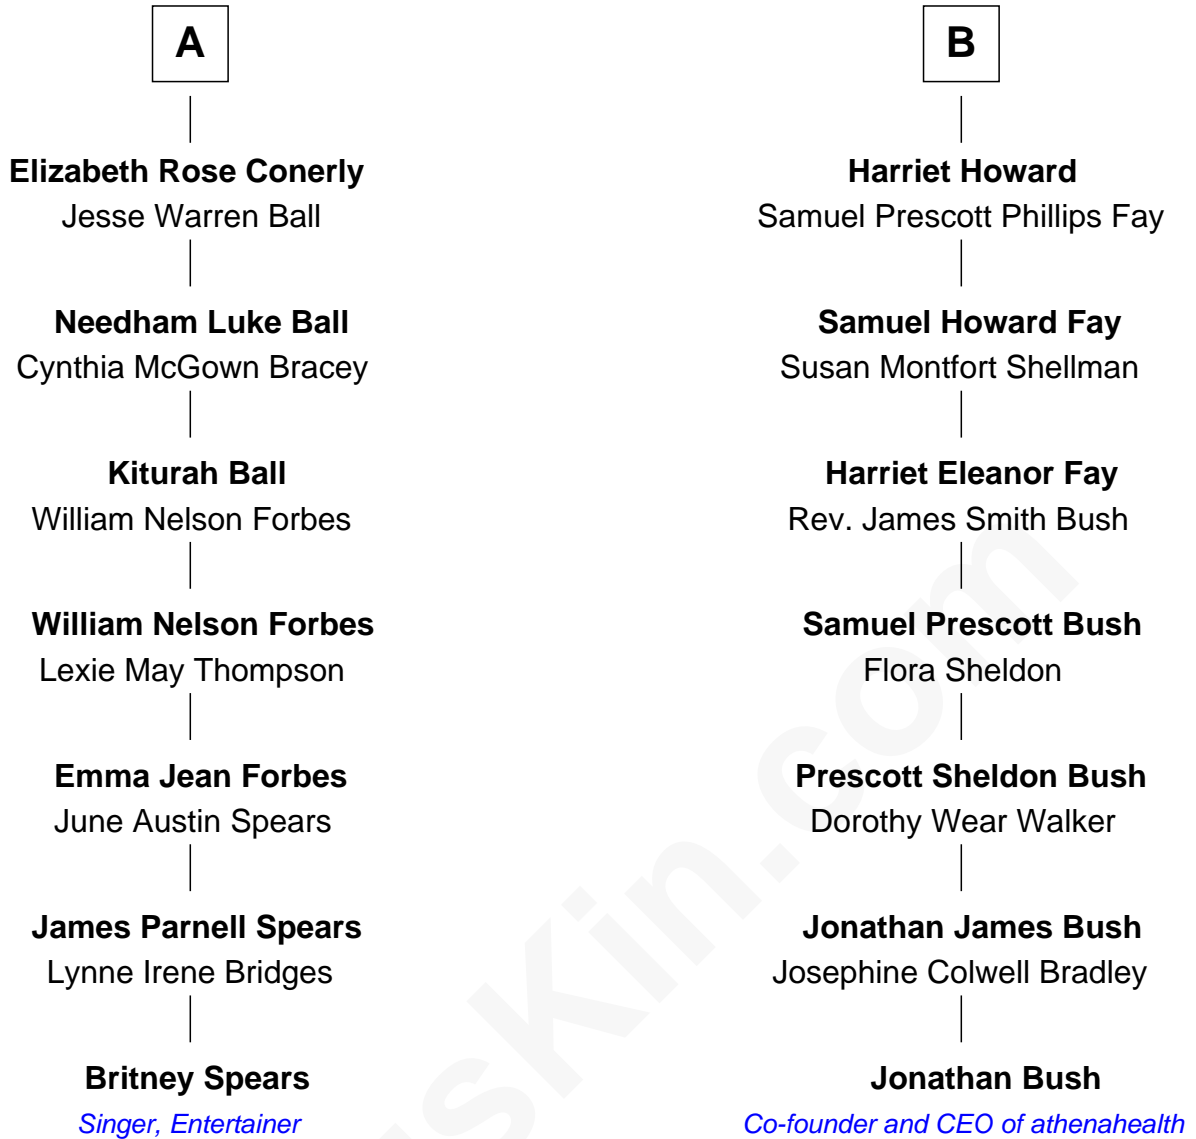 A
Elizabeth Rose Conerly
Jesse Warren Ball
Needham Luke Ball
Cynthia McGown Bracey
Kiturah Ball
William Nelson Forbes
William Nelson Forbes
Lexie May Thompson
Emma Jean Forbes
June Austin Spears
James Parnell Spears
Lynne Irene Bridges
Britney Spears
Singer, Entertainer
B
Harriet Howard
Samuel Prescott Phillips Fay
Samuel Howard Fay
Susan Montfort Shellman
Harriet Eleanor Fay
Rev. James Smith Bush
Samuel Prescott Bush
Flora Sheldon
Prescott Sheldon Bush
Dorothy Wear Walker
Jonathan James Bush
Josephine Colwell Bradley
Jonathan Bush
Co-founder and CEO of athenahealth
sKin.com